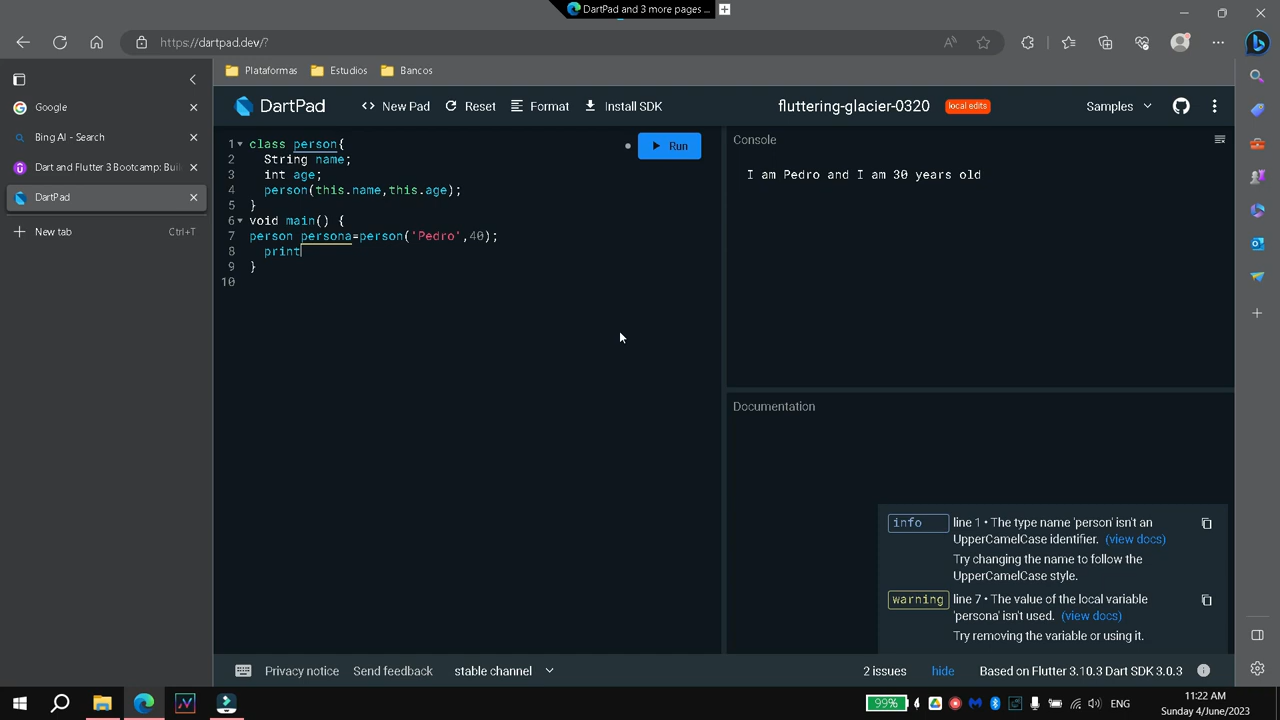 DartPad and 3 more pages ...
https://dartpad.dev/?
Plataformas
Estudios
Bancos
Google
Bing AI - Search
Dart and Flutter 3 Bootcamp: Buil
DartPad
New tab
Ctrl+T
DartPad
New Pad
Reset
Format
Install SDK
fluttering-glacier-0320
local edits
Samples
1 class person{
2 String name;
3 int age;
4 person(this.name,this.age);
5 }
6 void main() {
7 person persona=person('Pedro',40);
8 print
9 }
10
Run
Console
I am Pedro and I am 30 years old
Documentation
info
line 1 • The type name 'person' isn't an
UpperCamelCase identifier. (view docs)
Try changing the name to follow the
UpperCamelCase style.
warning
line 7 • The value of the local variable
'persona' isn't used. (view docs)
Try removing the variable or using it.
Privacy notice
Send feedback
stable channel
2 issues
hide
Based on Flutter 3.10.3 Dart SDK 3.0.3
99%
ENG
11:22 AM
Sunday 4/June/2023